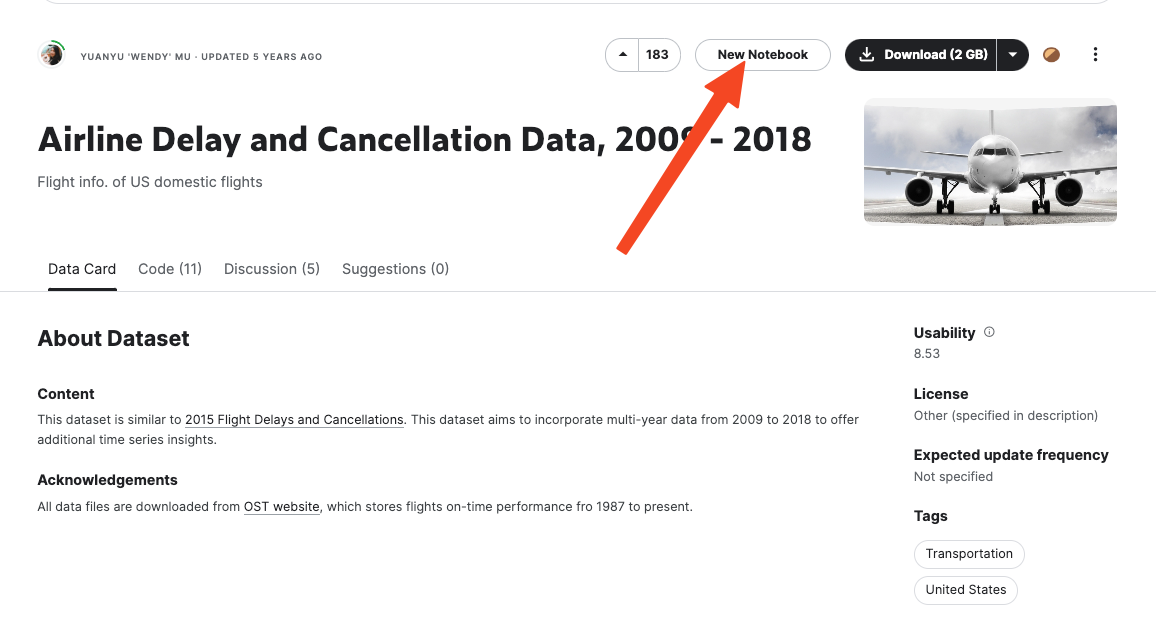 YUANYU 'WENDY' MU · UPDATED 5 YEARS AGO
183
New Notebook
Download (2 GB)
Airline Delay and Cancellation Data, 2009 - 2018
Flight info. of US domestic flights
Data Card
Code (11)
Discussion (5)
Suggestions (0)
About Dataset
Content
This dataset is similar to 2015 Flight Delays and Cancellations. This dataset aims to incorporate multi-year data from 2009 to 2018 to offer
additional time series insights.
Acknowledgements
All data files are downloaded from OST website, which stores flights on-time performance fro 1987 to present.
Usability
8.53
License
Other (specified in description)
Expected update frequency
Not specified
Tags
Transportation
United States